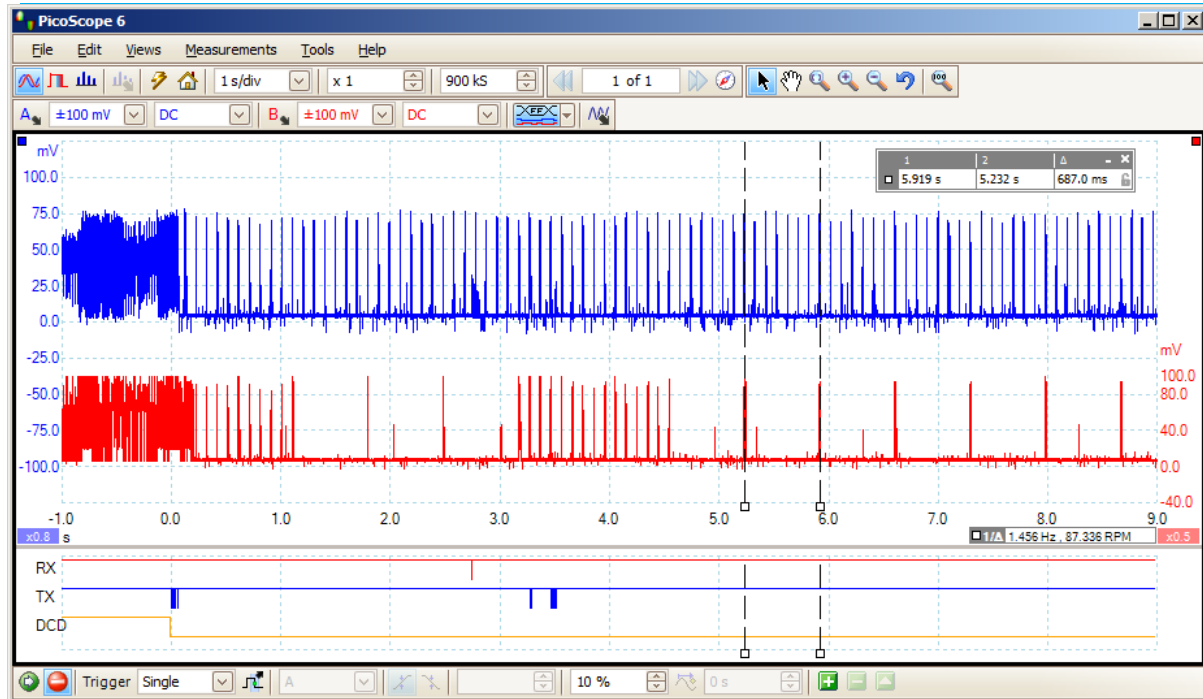 PicoScope 6
File Edit Views Measurements Tools Help
1 s/div x 1 900 kS 1 of 1 100
A ±100 mV DC B ±100 mV DC
mV
1 2 Δ
5.919 s 5.232 s 687.0 ms
100.0
75.0
50.0
25.0
0.0
-25.0 mV
-50.0 100.0
80.0
-75.0 40.0
-100.0 0.0
-40.0
-1.0 0.0 1.0 2.0 3.0 4.0 5.0 6.0 7.0 8.0 9.0
x0.8 s 1/Δ 1.456 Hz , 87.336 RPM x0.5
RX
TX
DCD
Trigger Single A 10 % 0 s